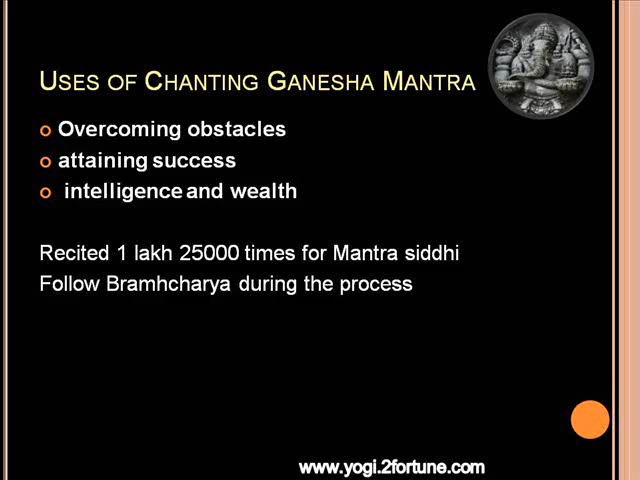 USES OF CHANTING GANESHA MANTRA
Overcoming obstacles
attaining success
intelligence and wealth
Recited 1 lakh 25000 times for Mantra siddhi
Follow Bramhcharya during the process
www.yogi.2fortune.com